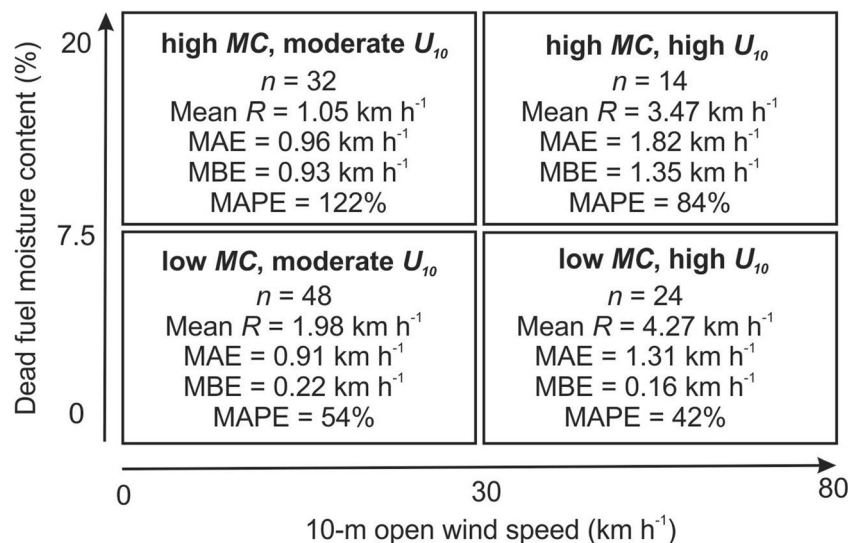 Dead fuel moisture content (%)
20
7.5
0
high MC, moderate U₁₀
n = 32
Mean R = 1.05 km h⁻¹
MAE = 0.96 km h⁻¹
MBE = 0.93 km h⁻¹
MAPE = 122%
high MC, high U₁₀
n = 14
Mean R = 3.47 km h⁻¹
MAE = 1.82 km h⁻¹
MBE = 1.35 km h⁻¹
MAPE = 84%
low MC, moderate U₁₀
n = 48
Mean R = 1.98 km h⁻¹
MAE = 0.91 km h⁻¹
MBE = 0.22 km h⁻¹
MAPE = 54%
low MC, high U₁₀
n = 24
Mean R = 4.27 km h⁻¹
MAE = 1.31 km h⁻¹
MBE = 0.16 km h⁻¹
MAPE = 42%
0
30
80
10-m open wind speed (km h⁻¹)